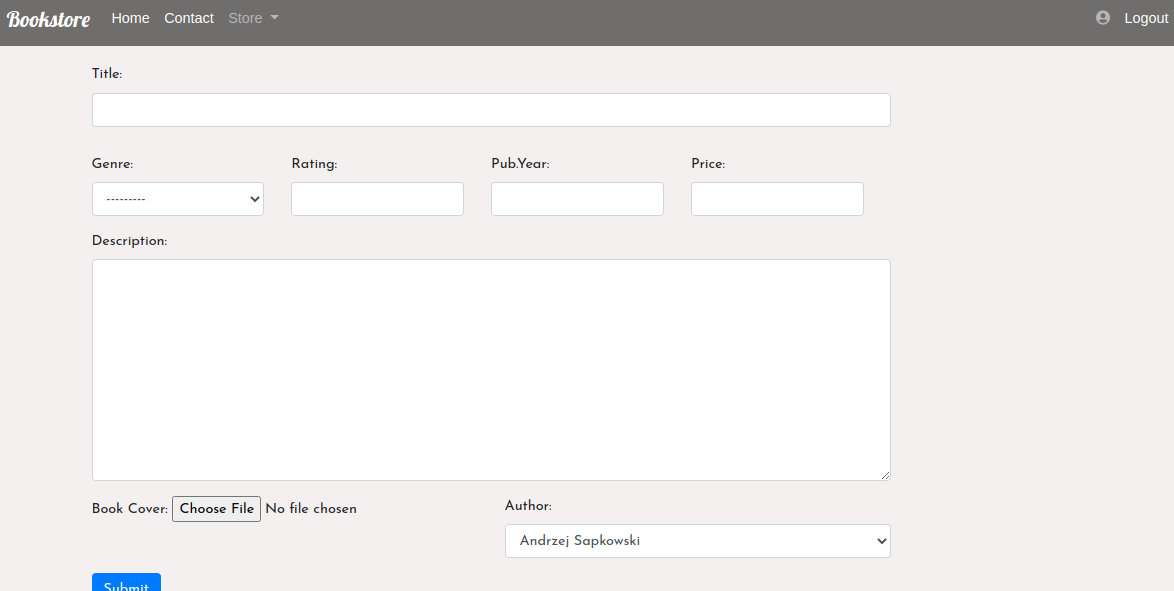 Bookstore Home Contact Store Logout
Title:
Genre: Rating: Pub.Year: Price:
---------
Description:
Book Cover: Choose File No file chosen
Author:
Andrzej Sapkowski
Submit